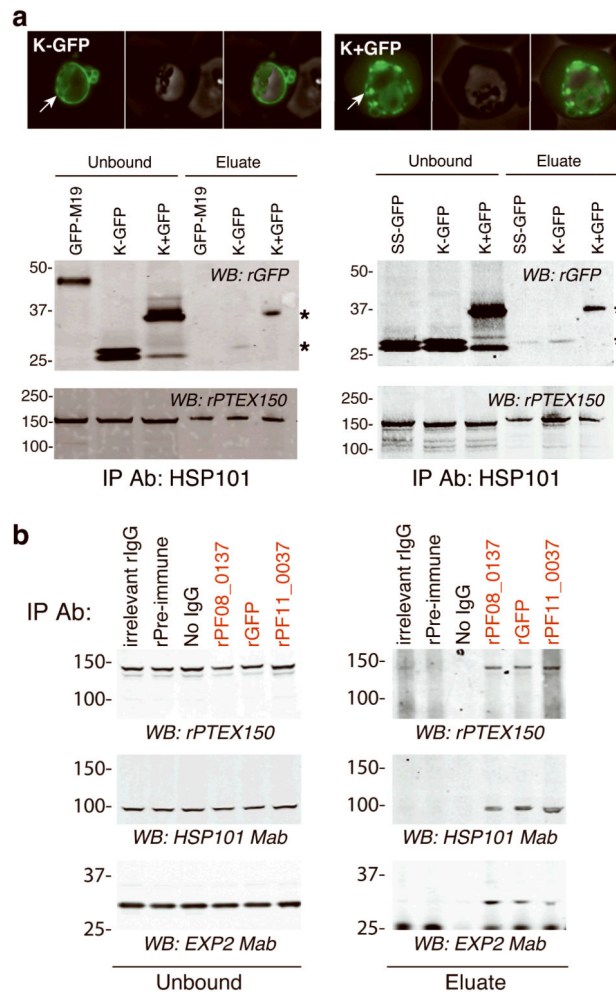 a
K-GFP
K+GFP
Unbound Eluate
GFP-M19 K-GFP K+GFP GFP-M19 K-GFP K+GFP
50-
37-
25-
WB: rGFP
*
*
250-
150-
100-
WB: rPTEX150
IP Ab: HSP101
Unbound Eluate
SS-GFP K-GFP K+GFP SS-GFP K-GFP K+GFP
50-
37-
25-
WB: rGFP
*
*
250-
150-
100-
WB: rPTEX150
IP Ab: HSP101
b
IP Ab:
irrelevant rIgG rPre-immune No IgG rPF08_0137 rGFP rPF11_0037
150-
100-
WB: rPTEX150
150-
100-
WB: HSP101 Mab
37-
25-
WB: EXP2 Mab
Unbound
irrelevant rIgG rPre-immune No IgG rPF08_0137 rGFP rPF11_0037
150-
100-
WB: rPTEX150
150-
100-
WB: HSP101 Mab
37-
25-
WB: EXP2 Mab
Eluate